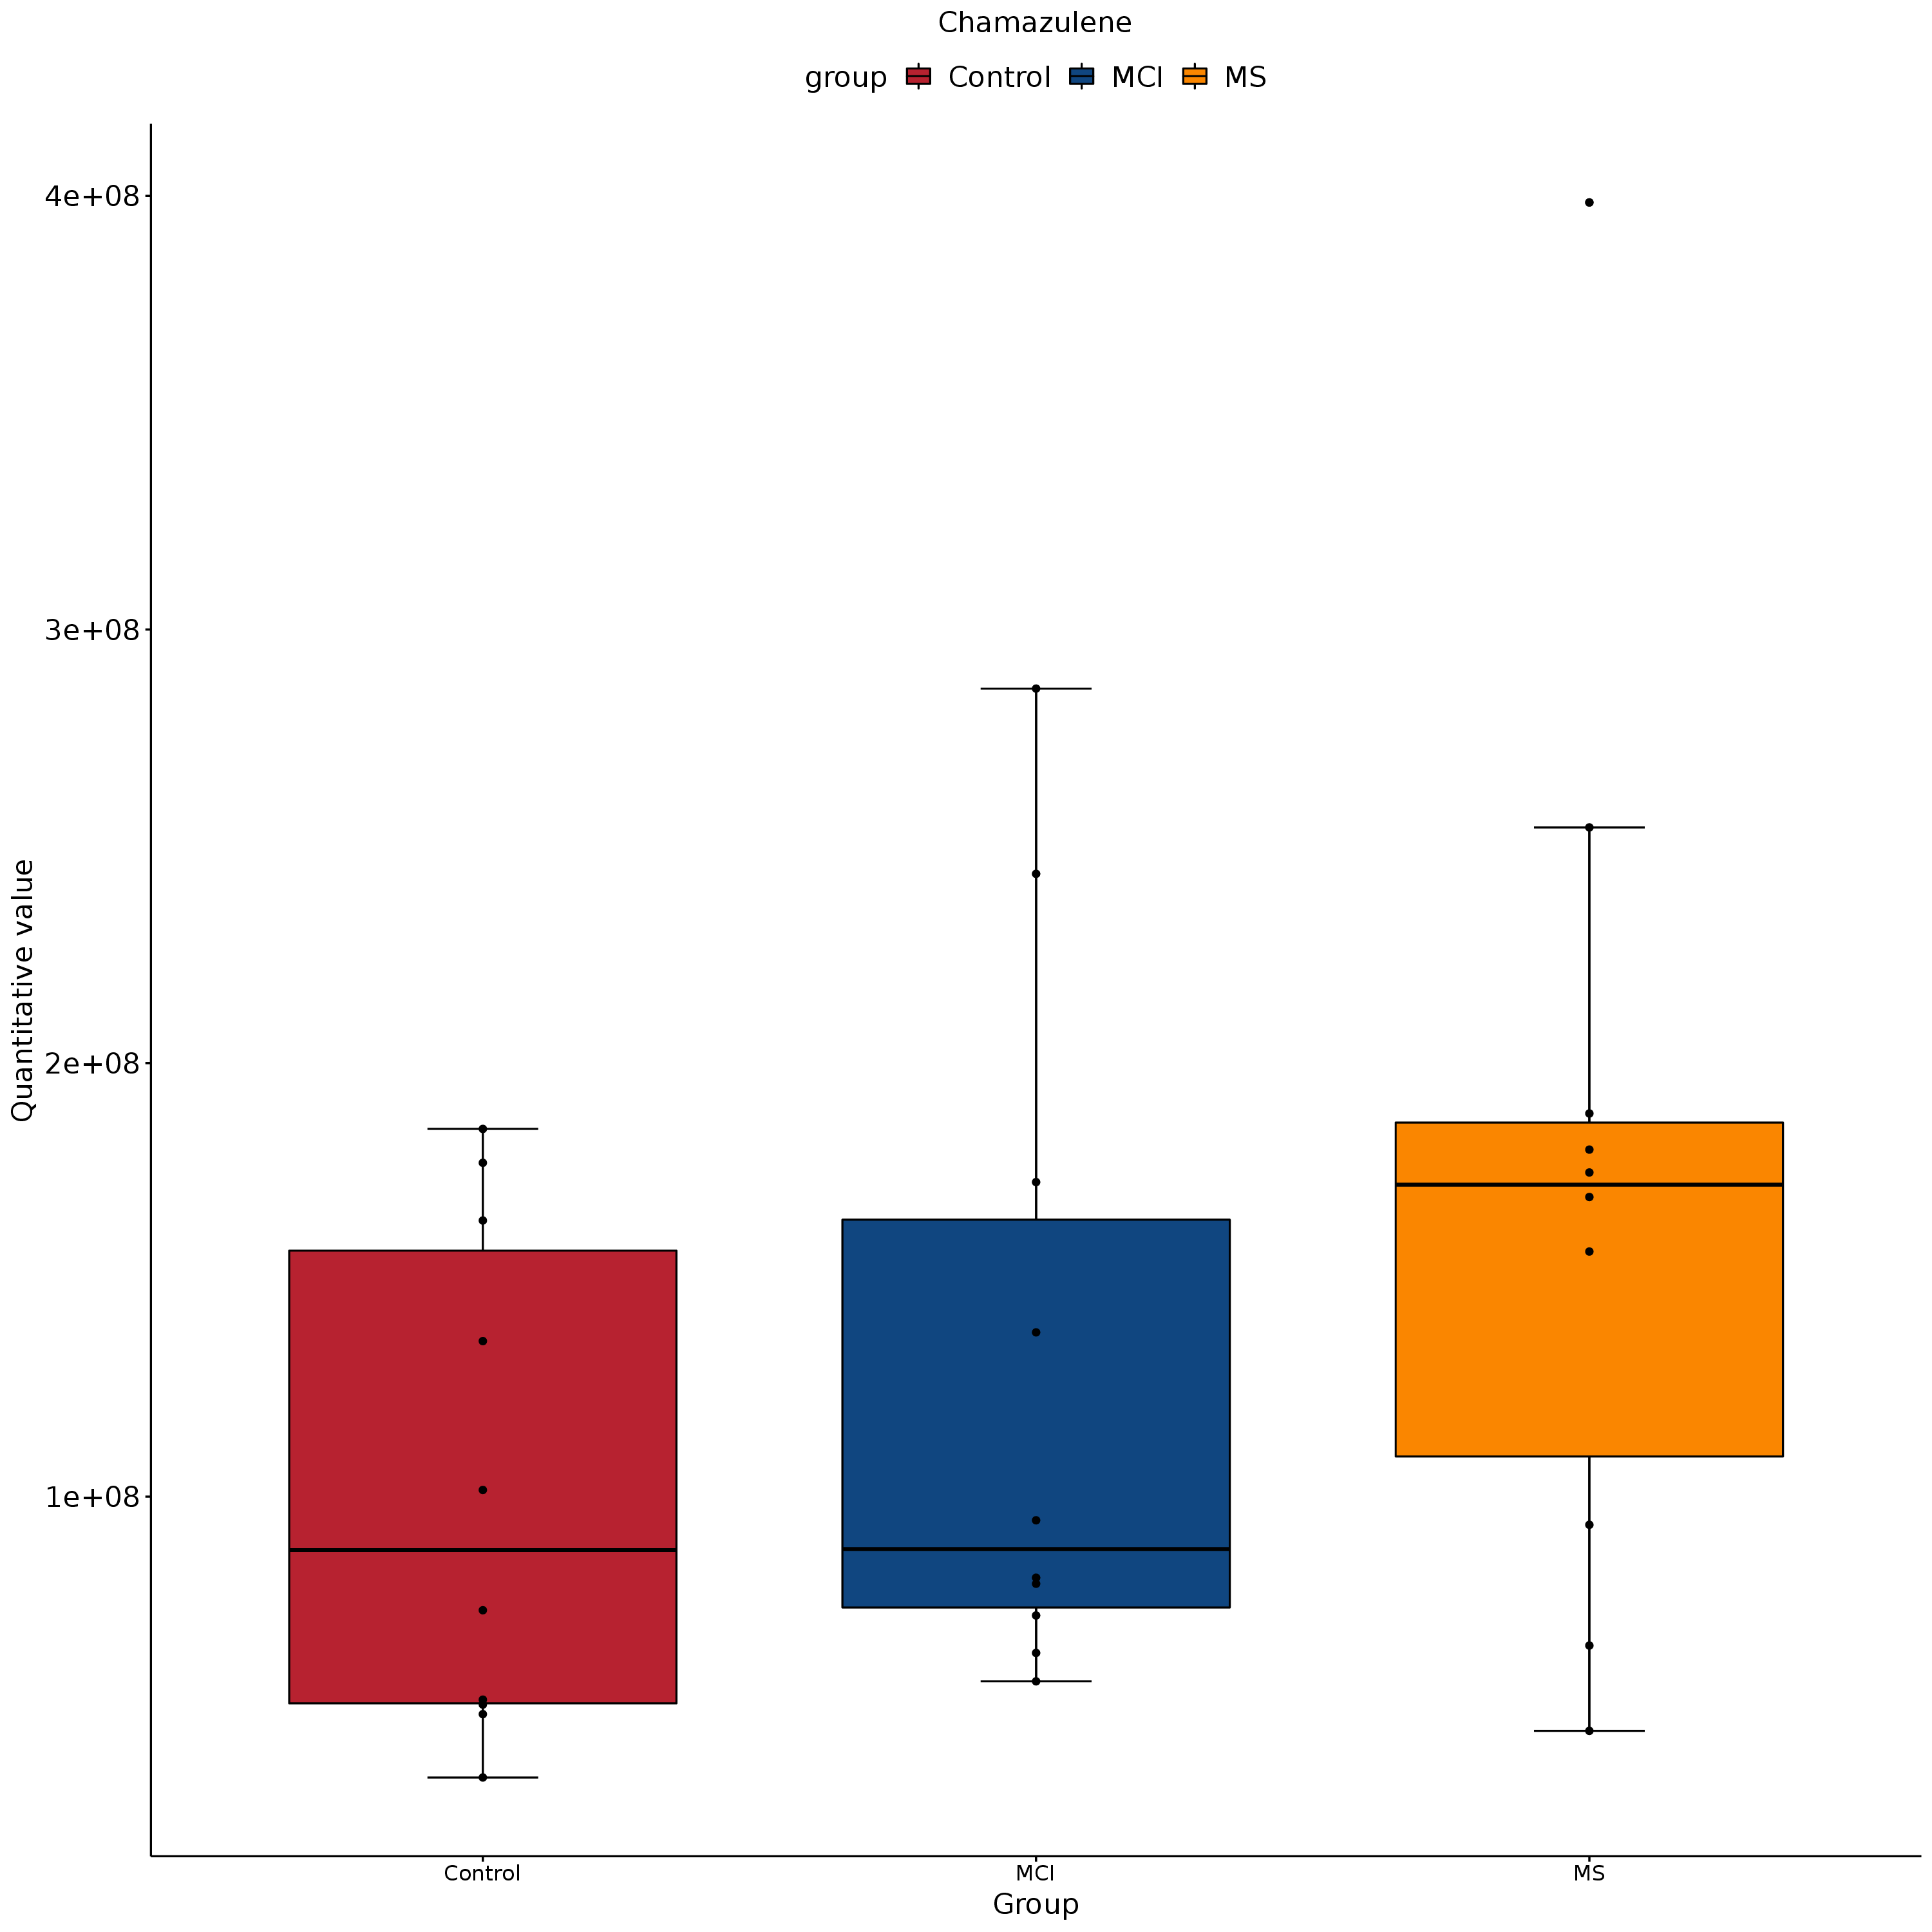 Chamazulene
group Control MCI MS
4e+08
3e+08
2e+08
1e+08
Quantitative value
Control MCI MS
Group